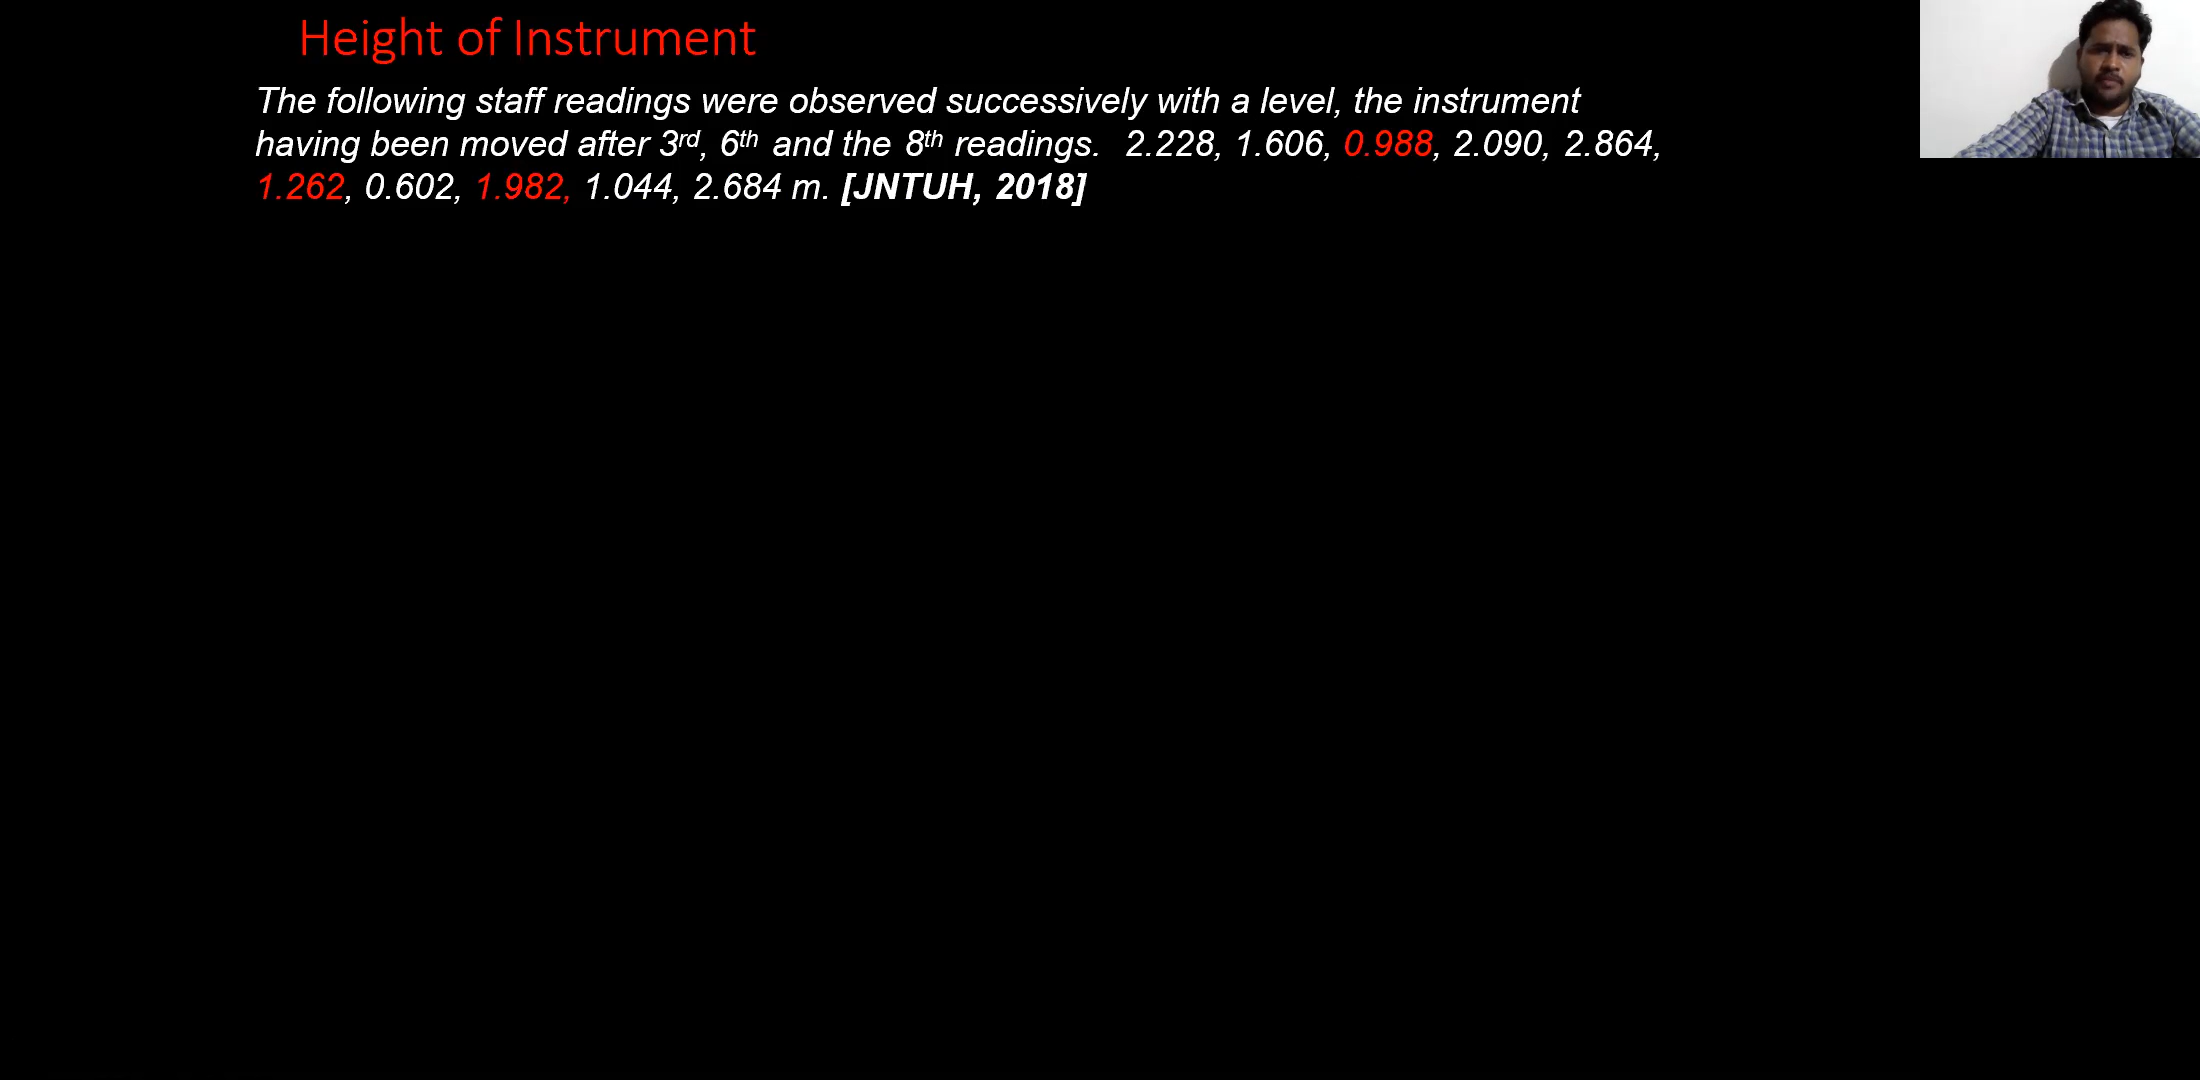 Height of Instrument
The following staff readings were observed successively with a level, the instrument
having been moved after 3rd, 6th and the 8th readings. 2.228, 1.606, 0.988, 2.090, 2.864,
1.262, 0.602, 1.982, 1.044, 2.684 m. [JNTUH, 2018]